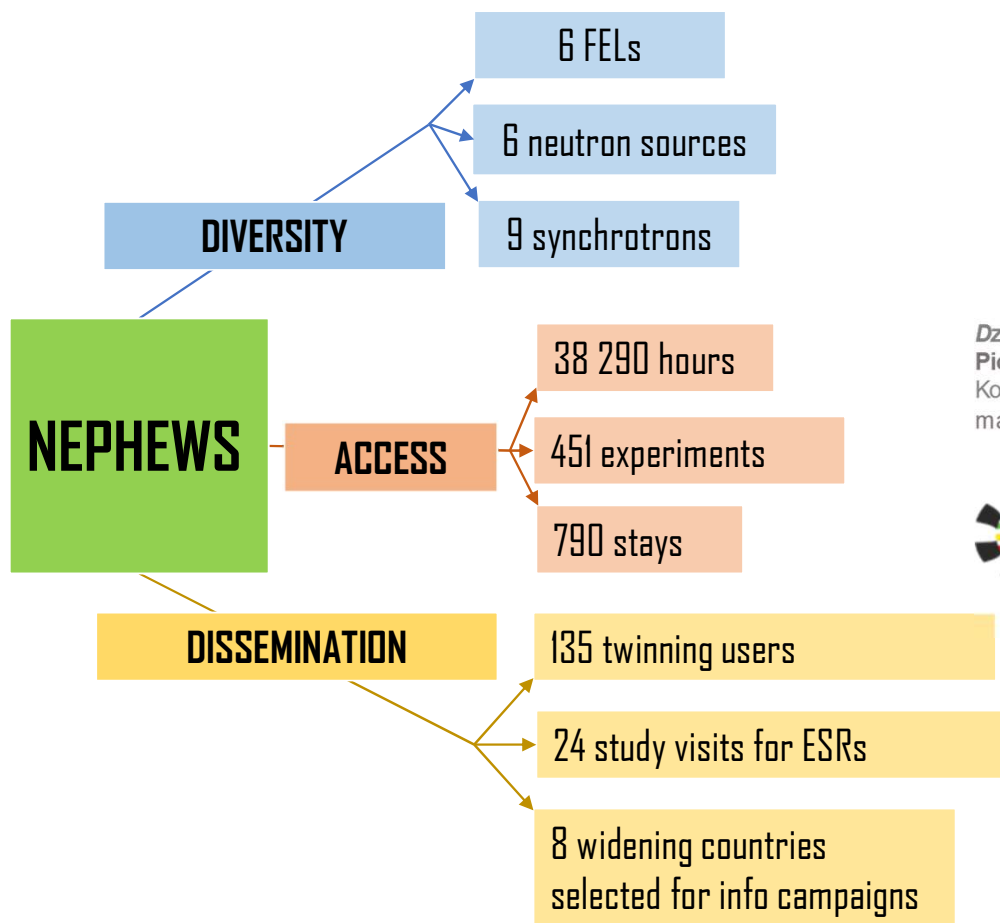 6 FELs
6 neutron sources
DIVERSITY
9 synchrotrons
38 290 hours
NEPHEWS
ACCESS
451 experiments
790 stays
DISSEMINATION
135 twinning users
24 study visits for ESRs
8 widening countries
selected for info campaigns